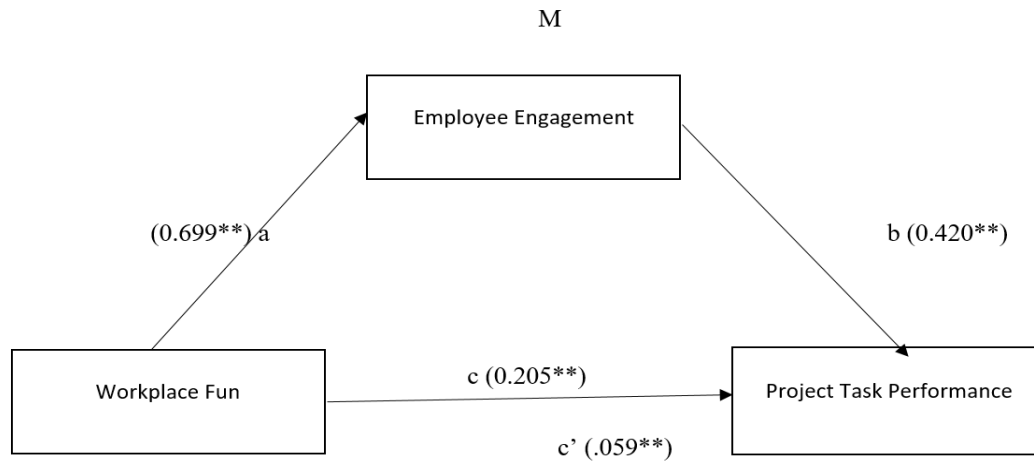 M
Employee Engagement
(0.699**) a
b (0.420**)
Workplace Fun
c (0.205**)
Project Task Performance
c’ (.059**)